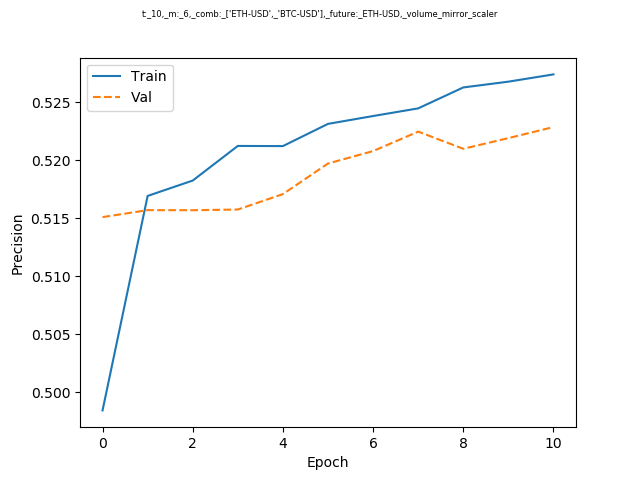 t:_10,_m:_6,_comb:_['ETH-USD',_'BTC-USD'],_future:_ETH-USD,_volume_mirror_scaler
Train
Val
0.525
0.520
0.515
0.510
0.505
0.500
Precision
0 2 4 6 8 10
Epoch